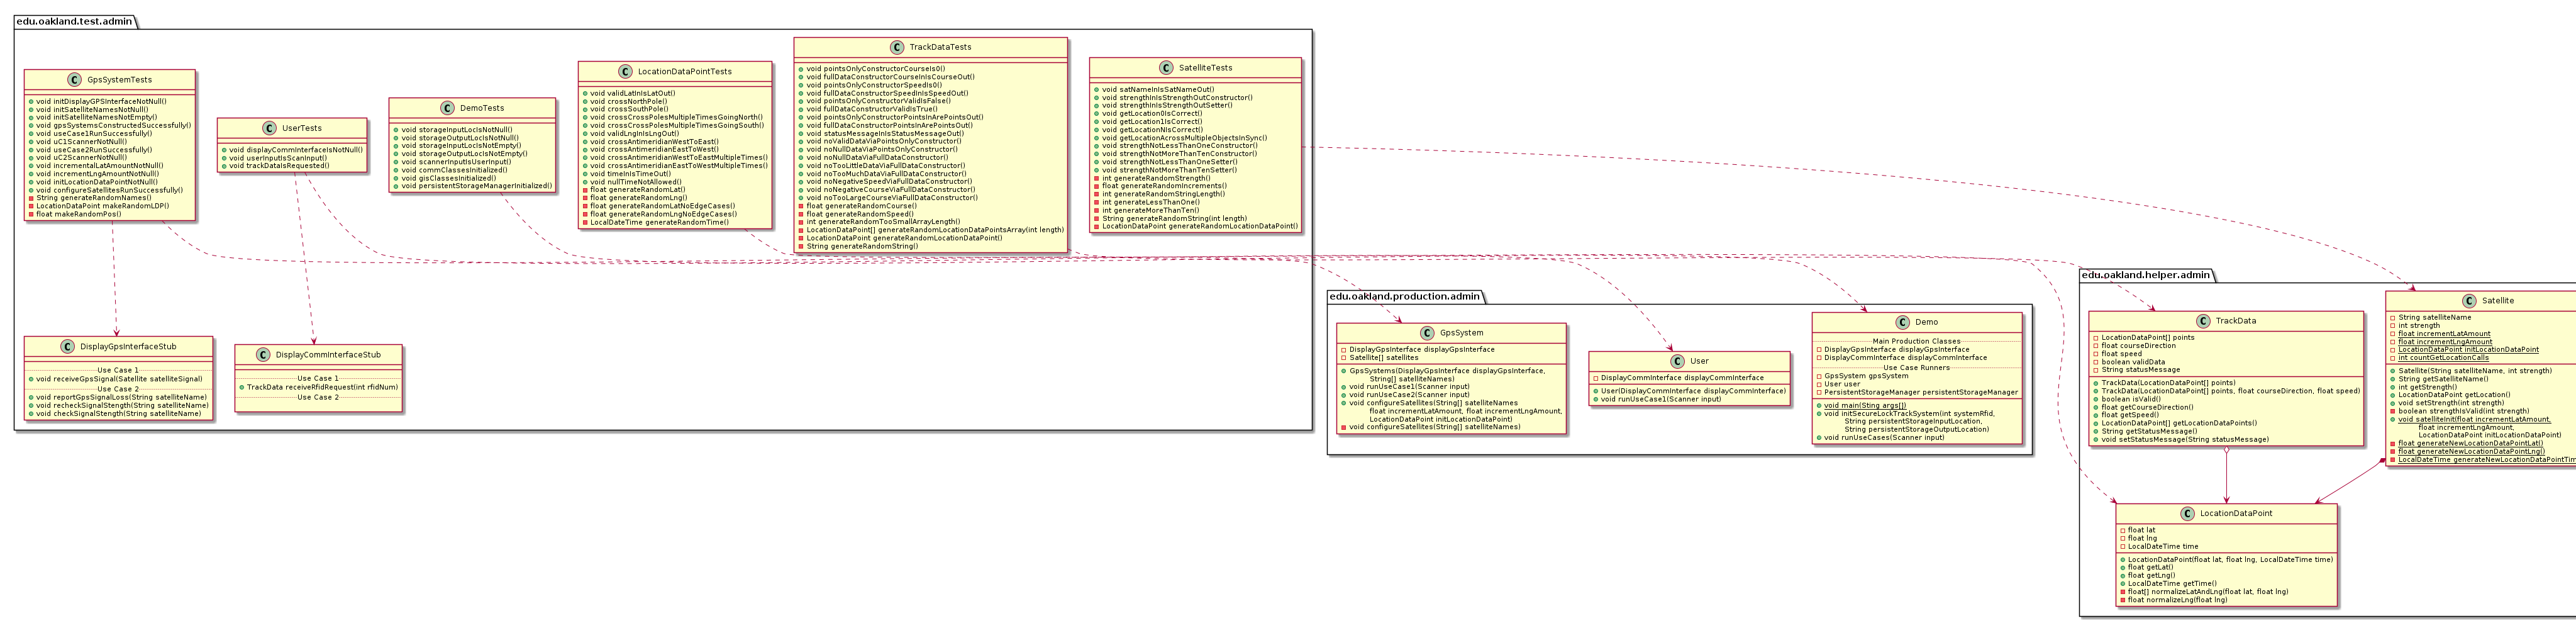 edu.oakland.test.admin
C GpsSystemTests
void initDisplayGPSInterfaceNotNull()
void initSatelliteNamesNotNull()
void initSatelliteNamesNotEmpty()
void gpsSystemsConstructedSuccessfully()
void useCase1RunSuccessfully()
void uC1ScannerNotNull()
void useCase2RunSuccessfully()
void uC2ScannerNotNull()
void incrementalLatAmountNotNull()
void incrementLngAmountNotNull()
void initLocationDataPointNotNull()
void configureSatellitesRunSuccessfully()
String generateRandomNames()
LocationDataPoint makeRandomLDP()
float makeRandomPos()
C UserTests
void displayCommInterfaceIsNotNull()
void userInputIsScanInput()
void trackDataIsRequested()
C DemoTests
void storageInputLocIsNotNull()
void storageOutputLocIsNotNull()
void storageInputLocIsNotEmpty()
void storageOutputLocIsNotEmpty()
void scannerInputIsUserInput()
void commClassesInitialized()
void gisClassesInitialized()
void persistentStorageManagerInitialized()
C LocationDataPointTests
void validLatInIsLatOut()
void crossNorthPole()
void crossSouthPole()
void crossCrossPolesMultipleTimesGoingNorth()
void crossCrossPolesMultipleTimesGoingSouth()
void validLngInIsLngOut()
void crossAntimeridianWestToEast()
void crossAntimeridianEastToWest()
void crossAntimeridianWestToEastMultipleTimes()
void crossAntimeridianEastToWestMultipleTimes()
void timeInIsTimeOut()
void nullTimeNotAllowed()
float generateRandomLat()
float generateRandomLng()
float generateRandomLatNoEdgeCases()
float generateRandomLngNoEdgeCases()
LocalDateTime generateRandomTime()
C TrackDataTests
void pointsOnlyConstructorCourseIs0()
void fullDataConstructorCourseInIsCourseOut()
void pointsOnlyConstructorSpeedIs0()
void fullDataConstructorSpeedInIsSpeedOut()
void pointsOnlyConstructorValidIsFalse()
void fullDataConstructorValidIsTrue()
void pointsOnlyConstructorPointsInArePointsOut()
void fullDataConstructorPointsInArePointsOut()
void statusMessageInIsStatusMessageOut()
void noValidDataViaPointsOnlyConstructor()
void noNullDataViaPointsOnlyConstructor()
void noNullDataViaFullDataConstructor()
void noTooLittleDataViaFullDataConstructor()
void noTooMuchDataViaFullDataConstructor()
void noNegativeSpeedViaFullDataConstructor()
void noNegativeCourseViaFullDataConstructor()
void noTooLargeCourseViaFullDataConstructor()
float generateRandomCourse()
float generateRandomSpeed()
int generateRandomTooSmallArrayLength()
LocationDataPoint[] generateRandomLocationDataPointsArray(int length)
LocationDataPoint generateRandomLocationDataPoint()
String generateRandomString()
C SatelliteTests
void satNameInIsSatNameOut()
void strengthInIsStrengthOutConstructor()
void strengthInIsStrengthOutSetter()
void getLocation0IsCorrect()
void getLocation1IsCorrect()
void getLocationNIsCorrect()
void getLocationAcrossMultipleObjectsInSync()
void strengthNotLessThanOneConstructor()
void strengthNotMoreThanTenConstructor()
void strengthNotLessThanOneSetter()
void strengthNotMoreThanTenSetter()
int generateRandomStrength()
float generateRandomIncrements()
int generateRandomStringLength()
int generateLessThanOne()
int generateMoreThanTen()
String generateRandomString(int length)
LocationDataPoint generateRandomLocationDataPoint()
C DisplayGpsInterfaceStub
Use Case 1
void receiveGpsSignal(Satellite satelliteSignal)
Use Case 2
void reportGpsSignalLoss(String satelliteName)
void recheckSignalStength(String satelliteName)
void checkSignalStength(String satelliteName)
C DisplayCommInterfaceStub
Use Case 1
TrackData receiveRfidRequest(int rfidNum)
Use Case 2
edu.oakland.production.admin
C GpsSystem
DisplayGpsInterface displayGpsInterface
Satellite[] satellites
GpsSystems(DisplayGpsInterface displayGpsInterface,
String[] satelliteNames)
void runUseCase1(Scanner input)
void runUseCase2(Scanner input)
void configureSatellites(String[] satelliteNames
float incrementLatAmount, float incrementLngAmount,
LocationDataPoint initLocationDataPoint)
void configureSatellites(String[] satelliteNames)
C User
DisplayCommInterface displayCommInterface
User(DisplayCommInterface displayCommInterface)
void runUseCase1(Scanner input)
C Demo
Main Production Classes
DisplayGpsInterface displayGpsInterface
DisplayCommInterface displayCommInterface
Use Case Runners
GpsSystem gpsSystem
User user
PersistentStorageManager persistentStorageManager
void main(Sting args[])
void initSecureLockTrackSystem(int systemRfid,
String persistentStorageInputLocation,
String persistentStorageOutputLocation)
void runUseCases(Scanner input)
edu.oakland.helper.admin
C TrackData
LocationDataPoint[] points
float courseDirection
float speed
boolean validData
String statusMessage
TrackData(LocationDataPoint[] points)
TrackData(LocationDataPoint[] points, float courseDirection, float speed)
boolean isValid()
float getCourseDirection()
float getSpeed()
LocationDataPoint[] getLocationDataPoints()
String getStatusMessage()
void setStatusMessage(String statusMessage)
C Satellite
String satelliteName
int strength
float incrementLatAmount
float incrementLngAmount
LocationDataPoint initLocationDataPoint
int countGetLocationCalls
Satellite(String satelliteName, int strength)
String getSatelliteName()
int getStrength()
LocationDataPoint getLocation()
void setStrength(int strength)
boolean strengthIsValid(int strength)
void satelliteInit(float incrementLatAmount,
float incrementLngAmount,
LocationDataPoint initLocationDataPoint)
float generateNewLocationDataPointLat()
float generateNewLocationDataPointLng()
LocalDateTime generateNewLocationDataPointTim
C LocationDataPoint
float lat
float lng
LocalDateTime time
LocationDataPoint(float lat, float lng, LocalDateTime time)
float getLat()
float getLng()
LocalDateTime getTime()
float[] normalizeLatAndLng(float lat, float lng)
float normalizeLng(float lng)